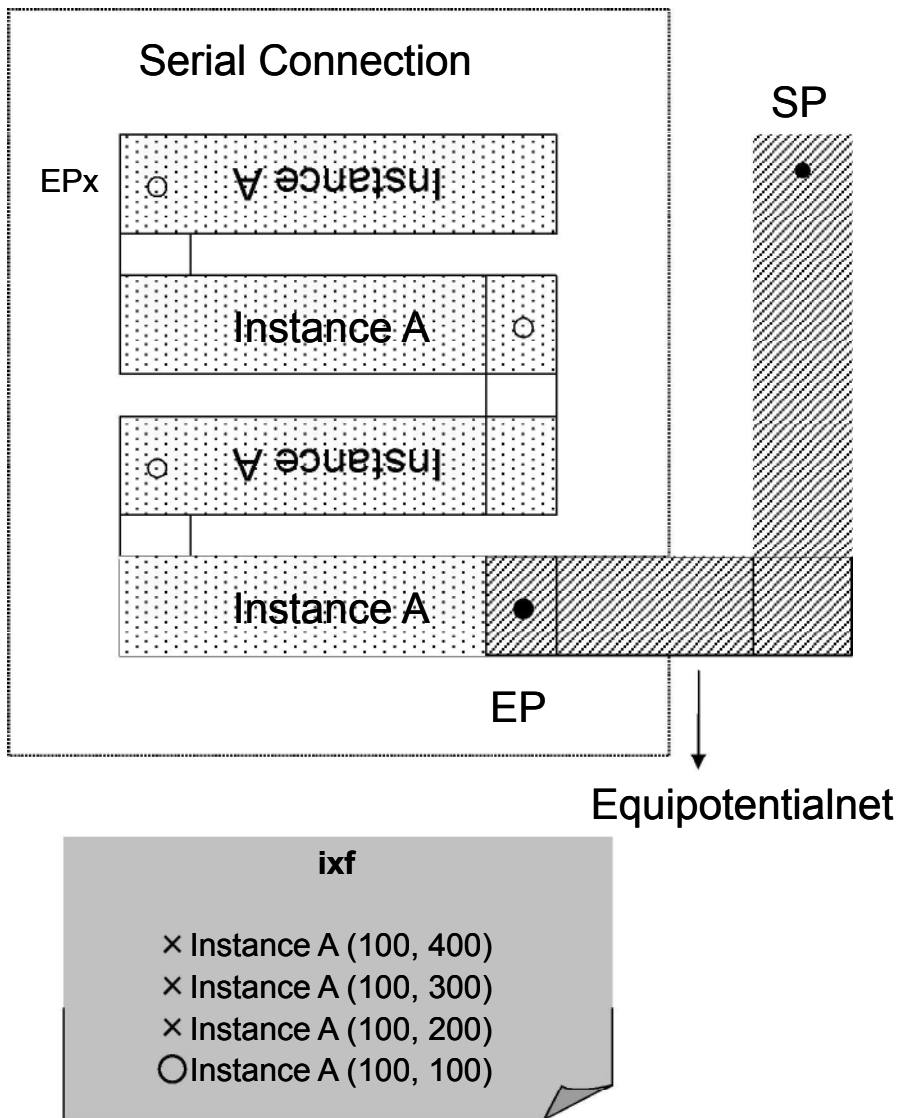 Serial Connection
SP
EPx
Instance A
Instance A
Instance A
Instance A
EP
Equipotentialnet
ixf
× Instance A (100, 400)
× Instance A (100, 300)
× Instance A (100, 200)
○ Instance A (100, 100)